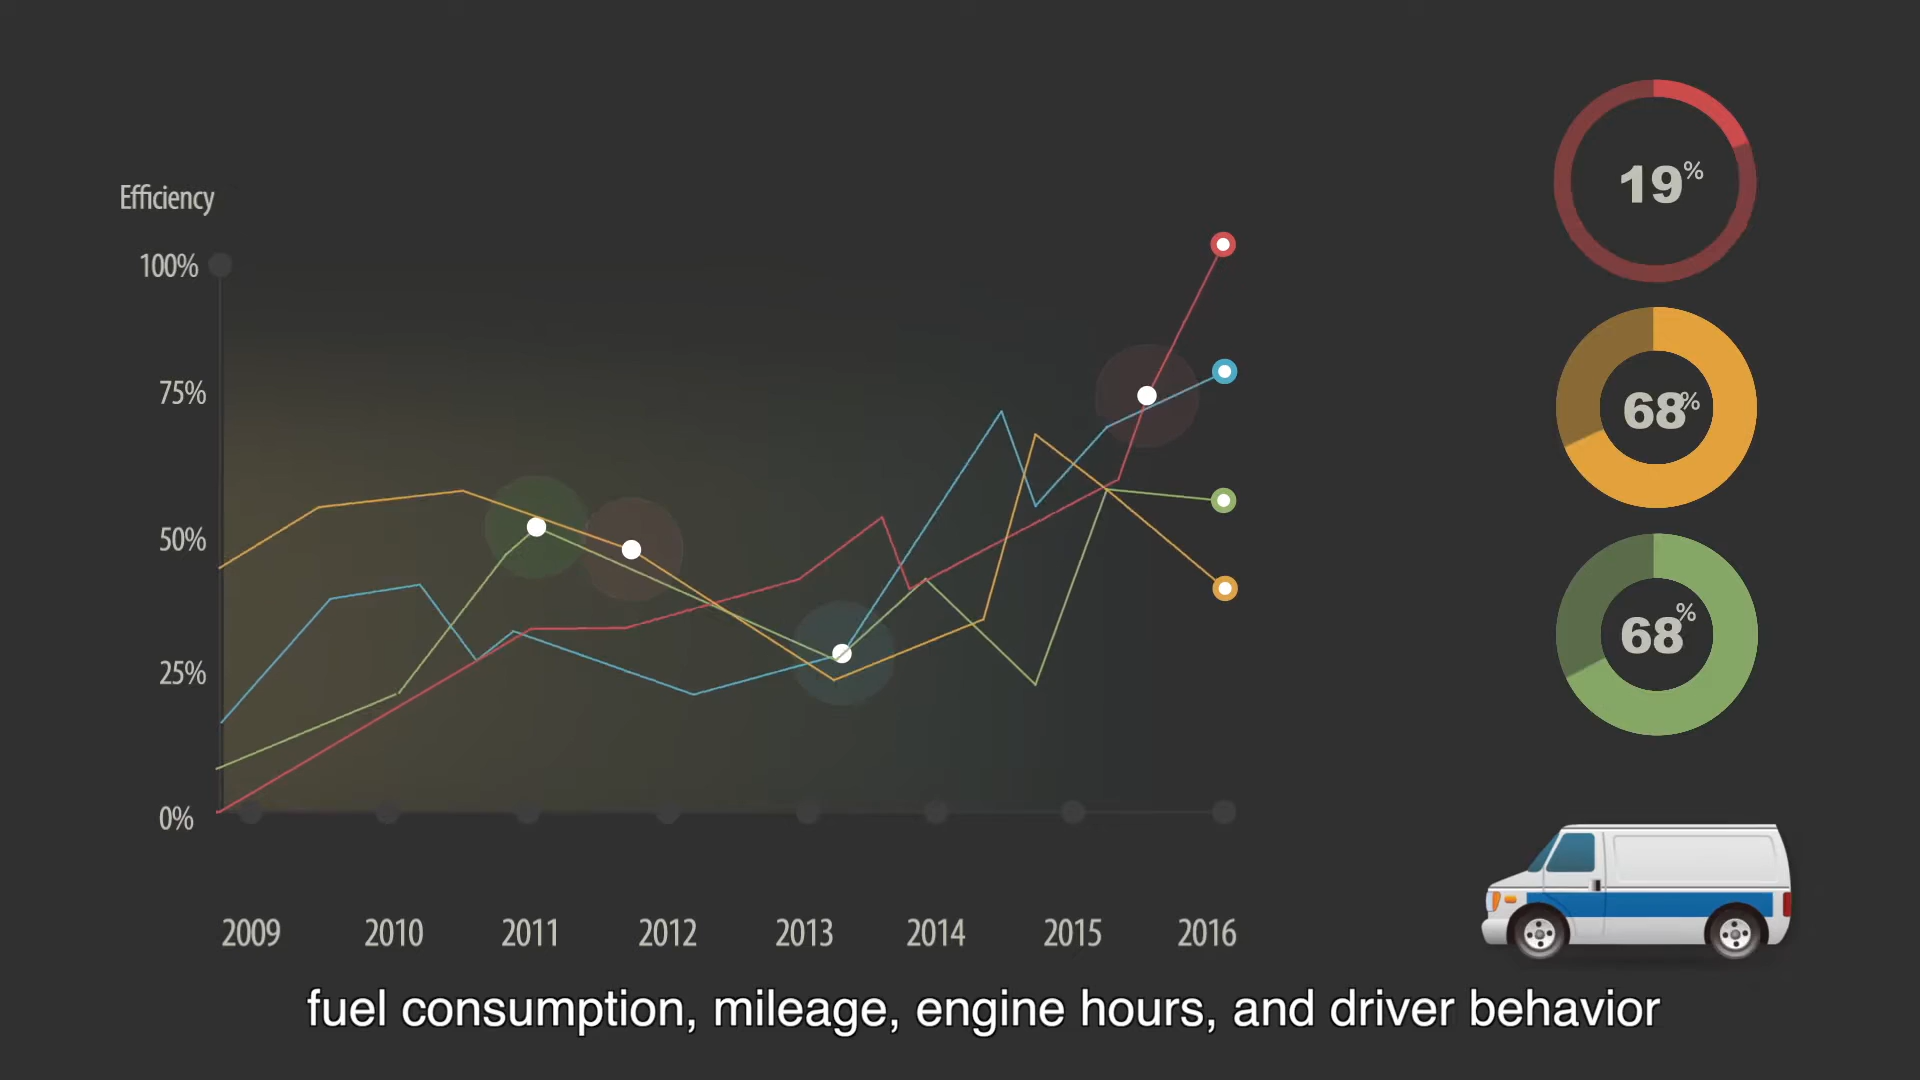 Efficiency
100%
75%
50%
25%
0%
2009 2010 2011 2012 2013 2014 2015 2016
19%
68%
68%
fuel consumption, mileage, engine hours, and driver behavior